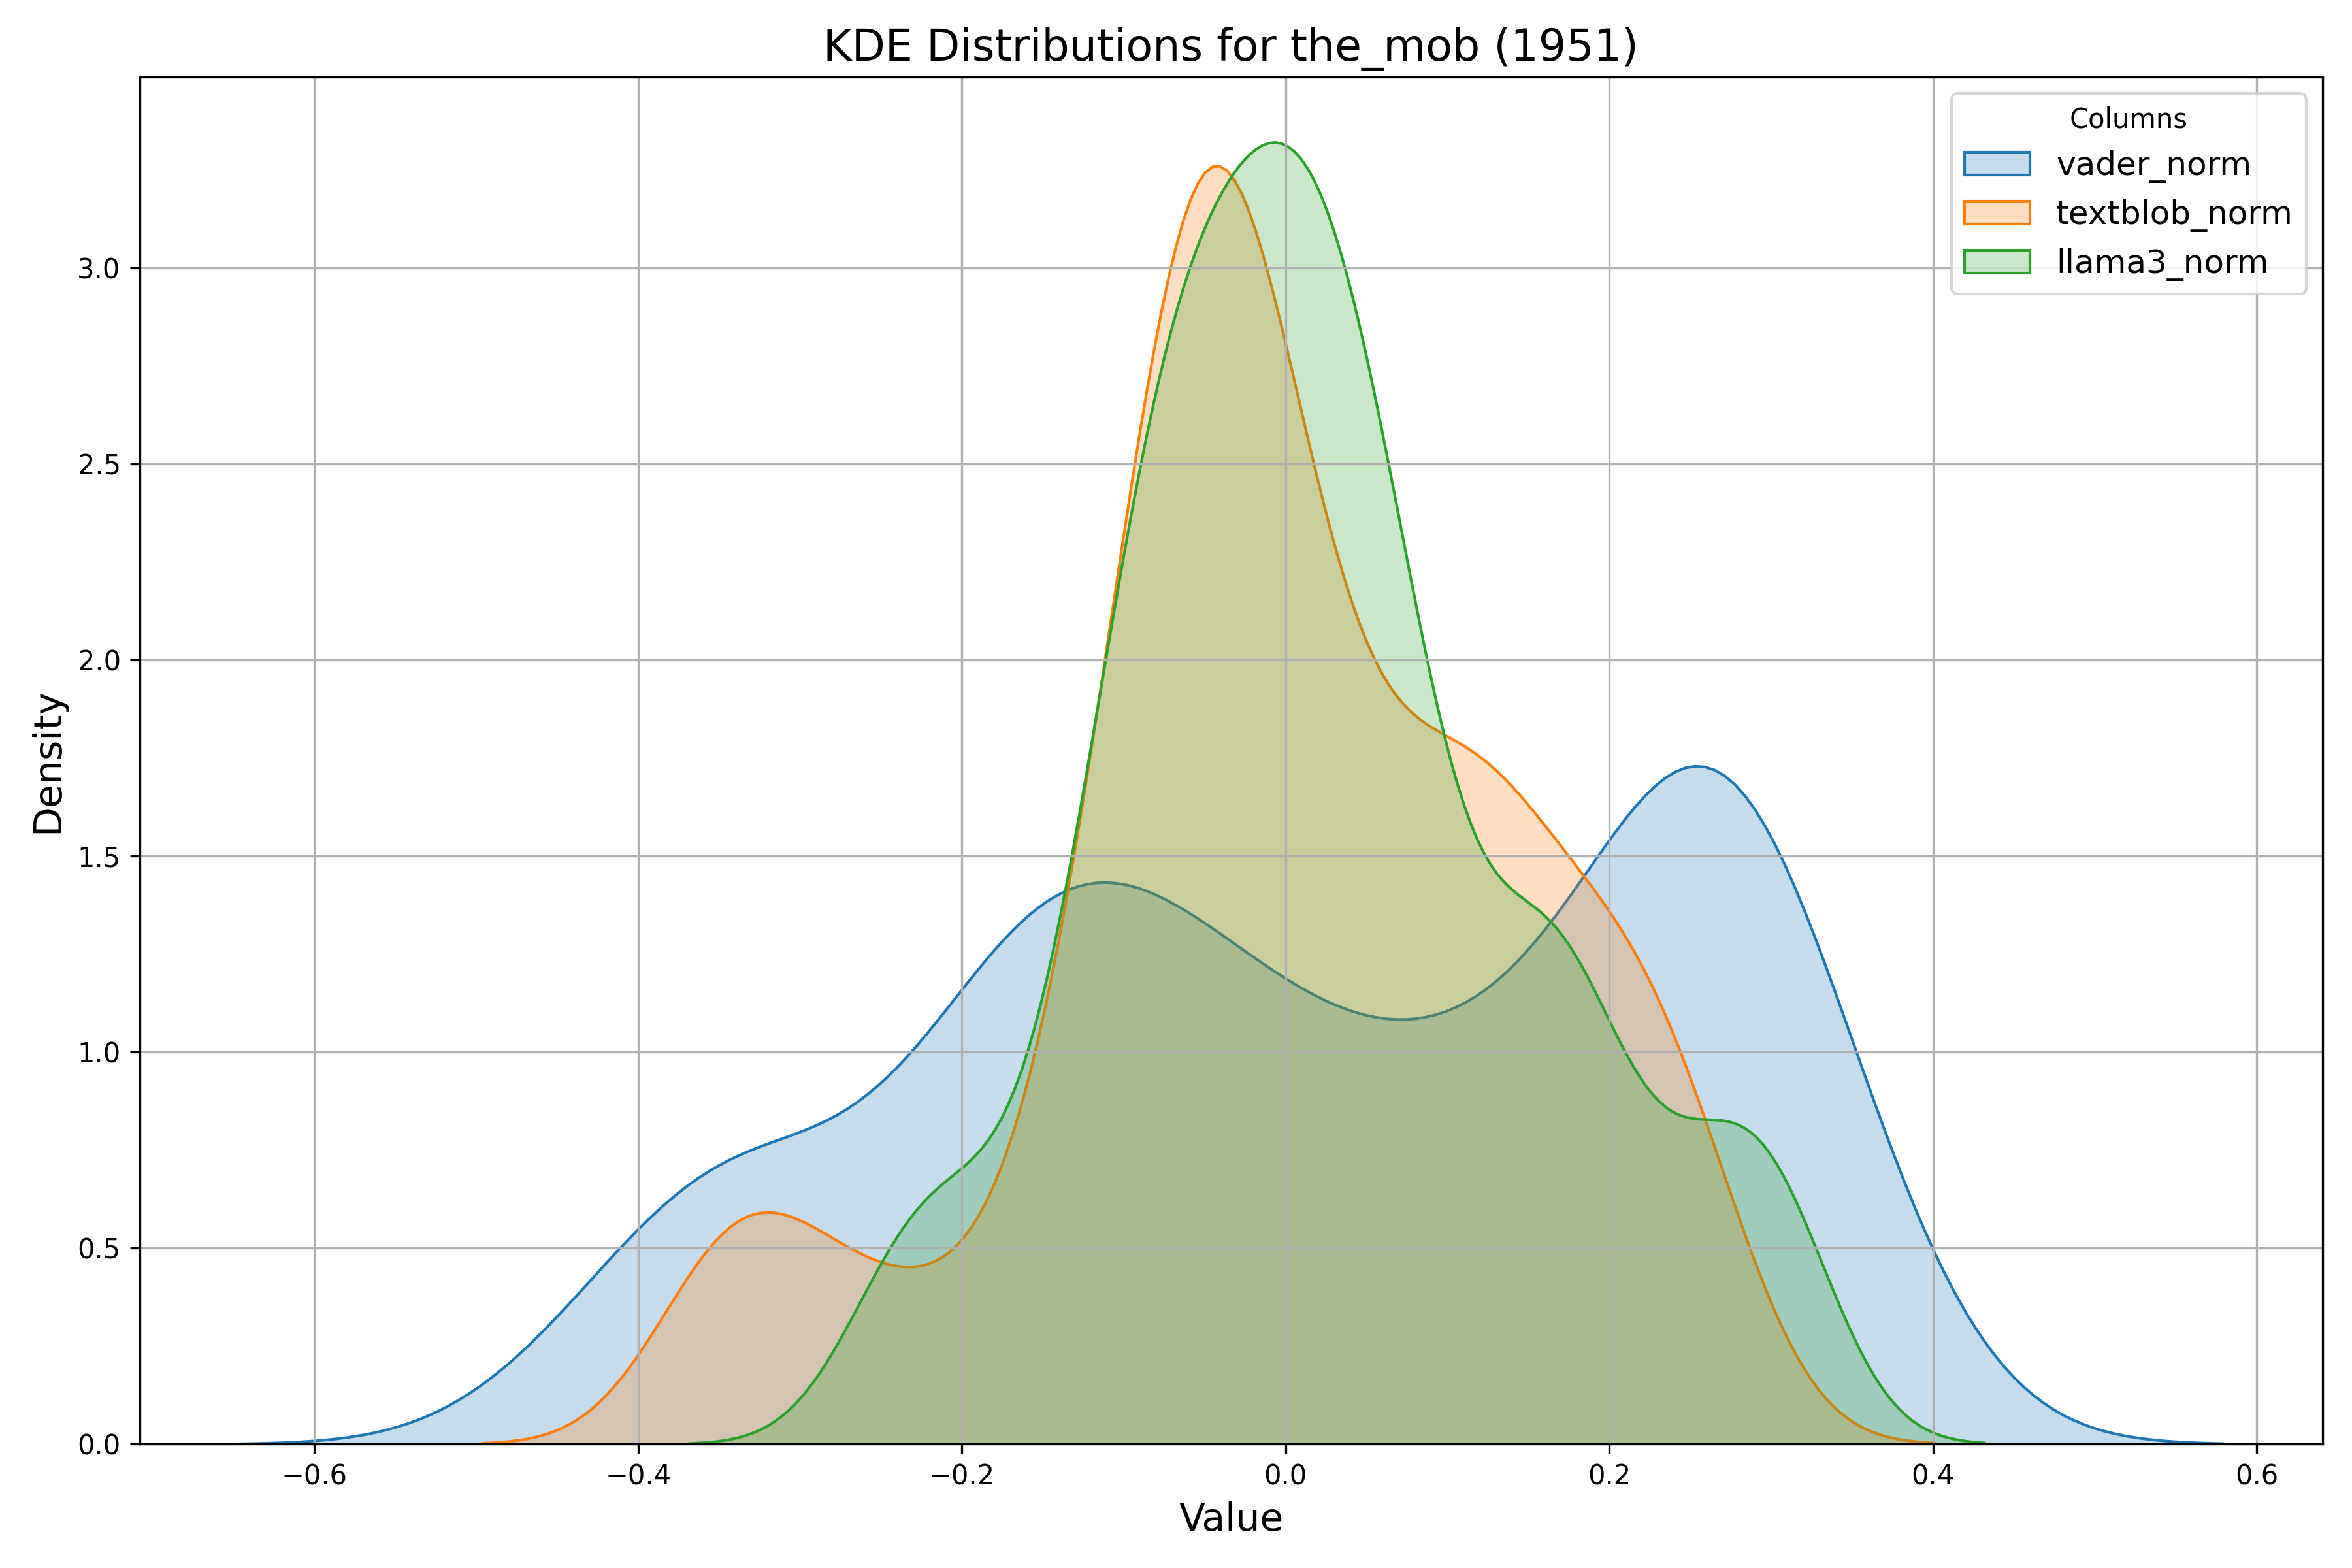 KDE Distributions for the_mob (1951)
Columns
vader_norm
textblob_norm
llama3_norm
Density
3.0
2.5
2.0
1.5
1.0
0.5
0.0
−0.6 −0.4 −0.2 0.0 0.2 0.4 0.6
Value